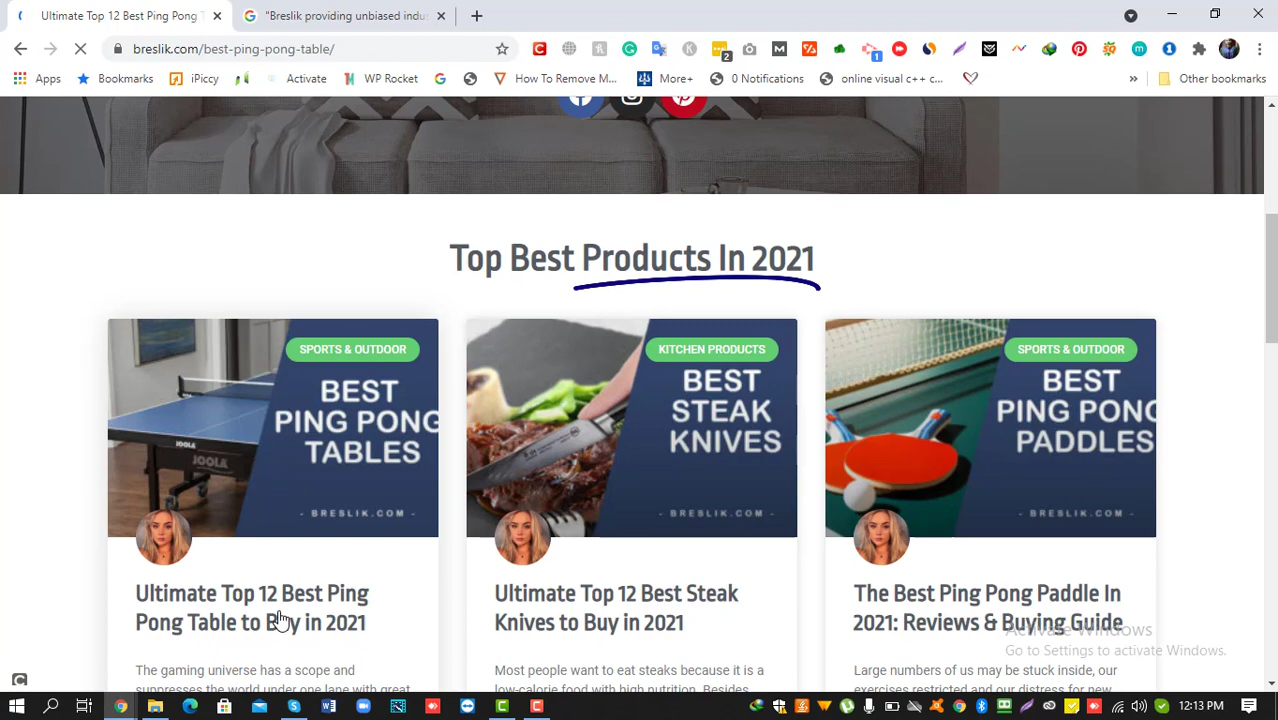 Ultimate Top 12 Best Ping Pong T
"Breslik providing unbiased indu
breslik.com/best-ping-pong-table/
2
1
Apps
Bookmarks
iPiccy
Activate
WP Rocket
How To Remove M...
More+
0 Notifications
online visual c++ c...
»
Other bookmarks
Top Best Products In 2021
SPORTS & OUTDOOR
BEST
PING PONG
TABLES
JOOLA
JOOLA
- BRESLIK.COM -
KITCHEN PRODUCTS
BEST
STEAK
KNIVES
- BRESLIK.COM -
SPORTS & OUTDOOR
BEST
PING PONG
PADDLES
- BRESLIK.COM -
Ultimate Top 12 Best Ping
Pong Table to Buy in 2021
Ultimate Top 12 Best Steak
Knives to Buy in 2021
The Best Ping Pong Paddle In
2021: Reviews & Buying Guide
Activate Windows
Go to Settings to activate Windows.
The gaming universe has a scope and
suppresses the world under one lane with great
Most people want to eat steaks because it is a
low-calorie food with high nutrition. Besides
Large numbers of us may be stuck inside, our
exercises restricted and our distress for new
12:13 PM